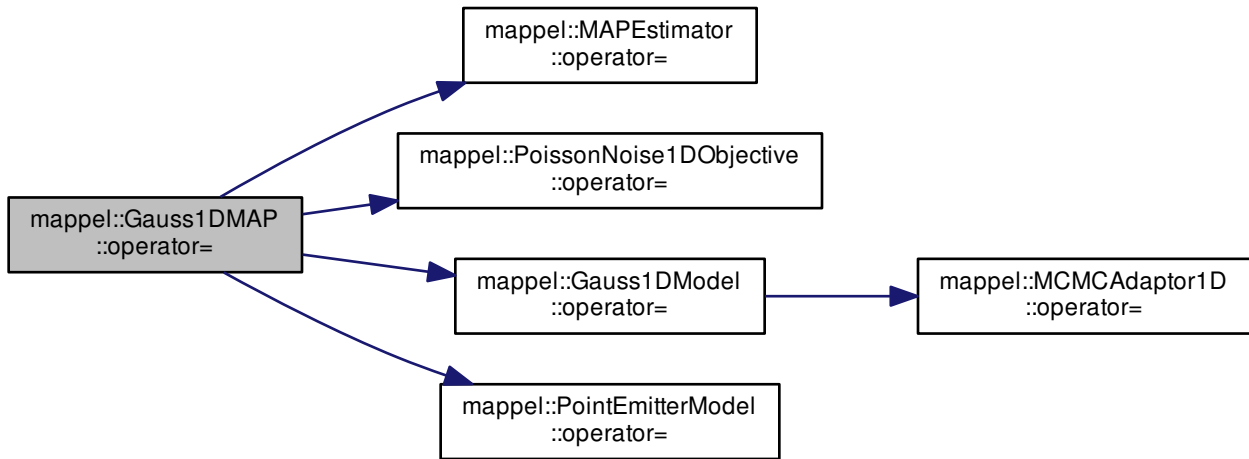 mappel::MAPEstimator
::operator=
mappel::PoissonNoise1DObjective
::operator=
mappel::Gauss1DMAP
::operator=
mappel::Gauss1DModel
::operator=
mappel::MCMCAdaptor1D
::operator=
mappel::PointEmitterModel
::operator=